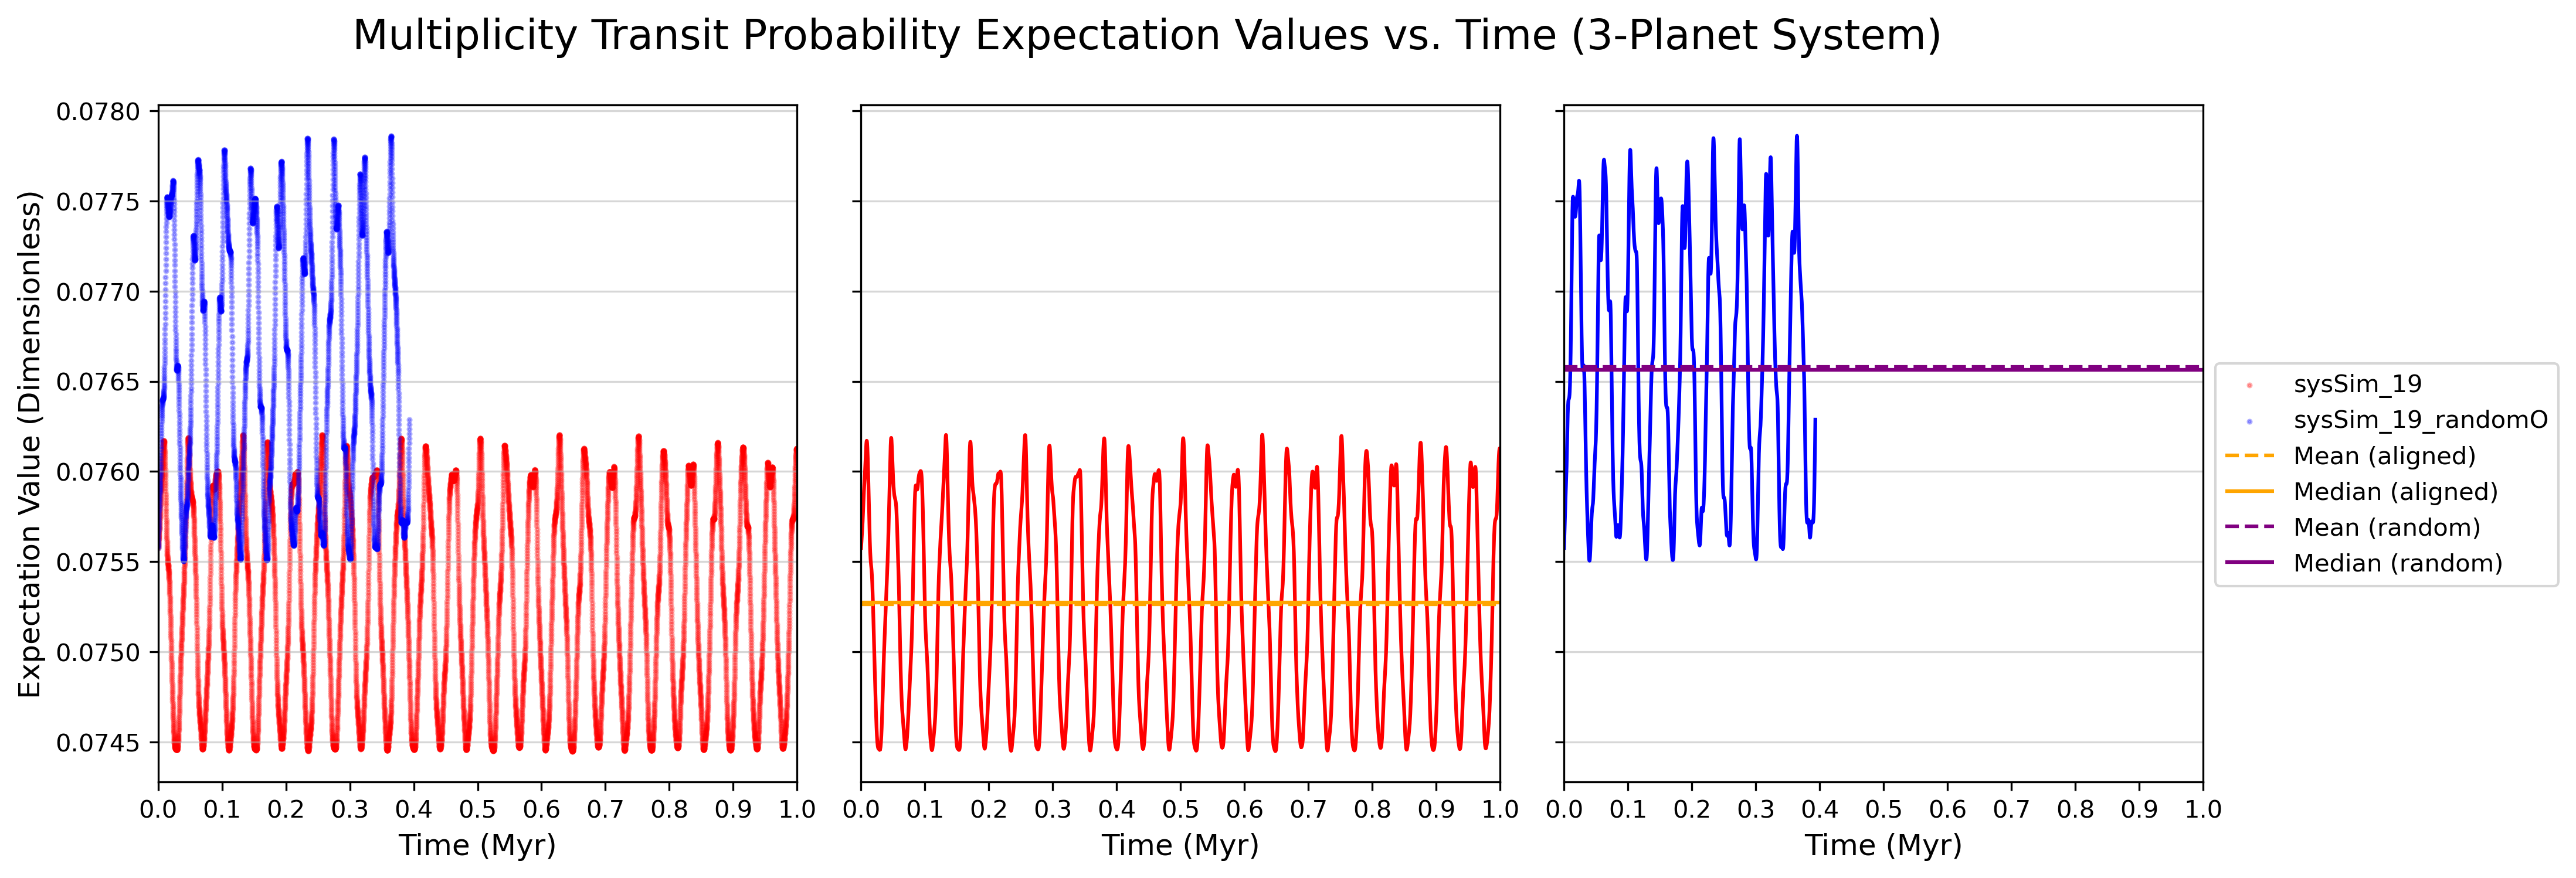 Multiplicity Transit Probability Expectation Values vs. Time (3-Planet System)
Expectation Value (Dimensionless)
0.0780
0.0775
0.0770
0.0765
0.0760
0.0755
0.0750
0.0745
0.0 0.1 0.2 0.3 0.4 0.5 0.6 0.7 0.8 0.9 1.0
Time (Myr)
0.0 0.1 0.2 0.3 0.4 0.5 0.6 0.7 0.8 0.9 1.0
Time (Myr)
0.0 0.1 0.2 0.3 0.4 0.5 0.6 0.7 0.8 0.9 1.0
Time (Myr)
sysSim_19
sysSim_19_randomO
Mean (aligned)
Median (aligned)
Mean (random)
Median (random)